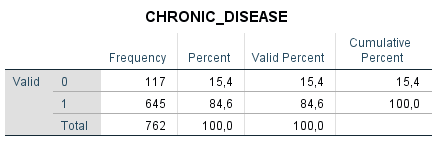 CHRONIC_DISEASE
Frequency Percent Valid Percent Cumulative Percent
Valid 0 117 15,4 15,4 15,4
1 645 84,6 84,6 100,0
Total 762 100,0 100,0